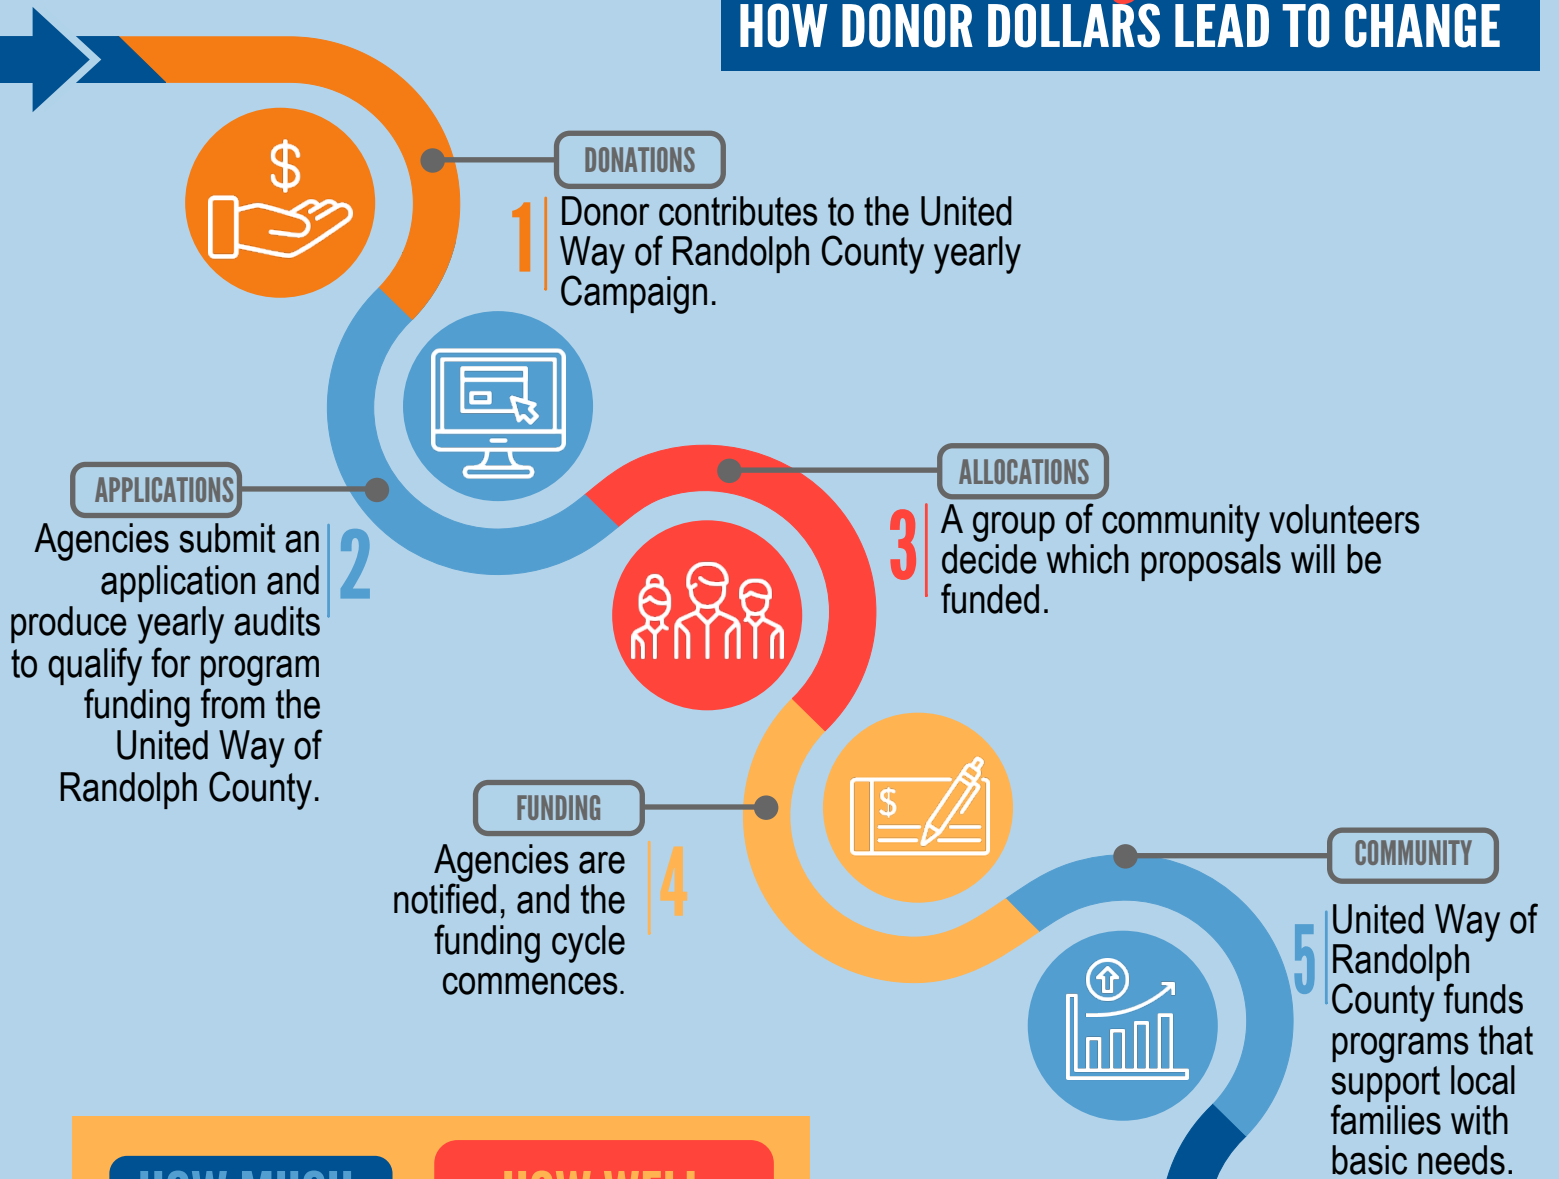 HOW DONOR DOLLARS LEAD TO CHANGE
DONATIONS
1
Donor contributes to the United
Way of Randolph County yearly
Campaign.
APPLICATIONS
2
Agencies submit an
application and
produce yearly audits
to qualify for program
funding from the
United Way of
Randolph County.
ALLOCATIONS
3
A group of community volunteers
decide which proposals will be
funded.
FUNDING
4
Agencies are
notified, and the
funding cycle
commences.
COMMUNITY
5
United Way of
Randolph
County funds
programs that
support local
families with
basic needs.
$
$
HOW MUCH
HOW WELL